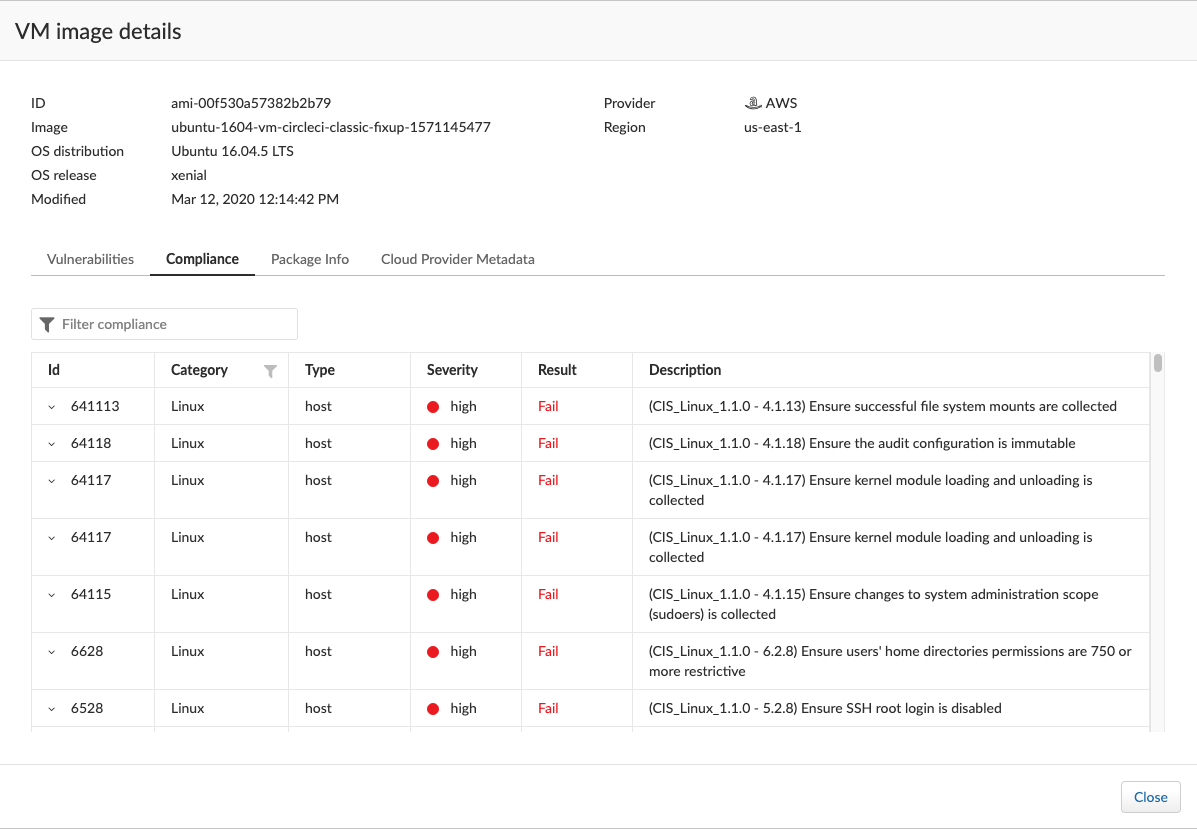 VM image details
ID ami-00f530a57382b2b79 Provider AWS
Image ubuntu-1604-vm-circleci-classic-fixup-1571145477 Region us-east-1
OS distribution Ubuntu 16.04.5 LTS
OS release xenial
Modified Mar 12, 2020 12:14:42 PM
Vulnerabilities Compliance Package Info Cloud Provider Metadata
Filter compliance
Id Category Type Severity Result Description
641113 Linux host high Fail (CIS_Linux_1.1.0 - 4.1.13) Ensure successful file system mounts are collected
64118 Linux host high Fail (CIS_Linux_1.1.0 - 4.1.18) Ensure the audit configuration is immutable
64117 Linux host high Fail (CIS_Linux_1.1.0 - 4.1.17) Ensure kernel module loading and unloading is
collected
64117 Linux host high Fail (CIS_Linux_1.1.0 - 4.1.17) Ensure kernel module loading and unloading is
collected
64115 Linux host high Fail (CIS_Linux_1.1.0 - 4.1.15) Ensure changes to system administration scope
(sudoers) is collected
6628 Linux host high Fail (CIS_Linux_1.1.0 - 6.2.8) Ensure users' home directories permissions are 750 or
more restrictive
6528 Linux host high Fail (CIS_Linux_1.1.0 - 5.2.8) Ensure SSH root login is disabled
Close